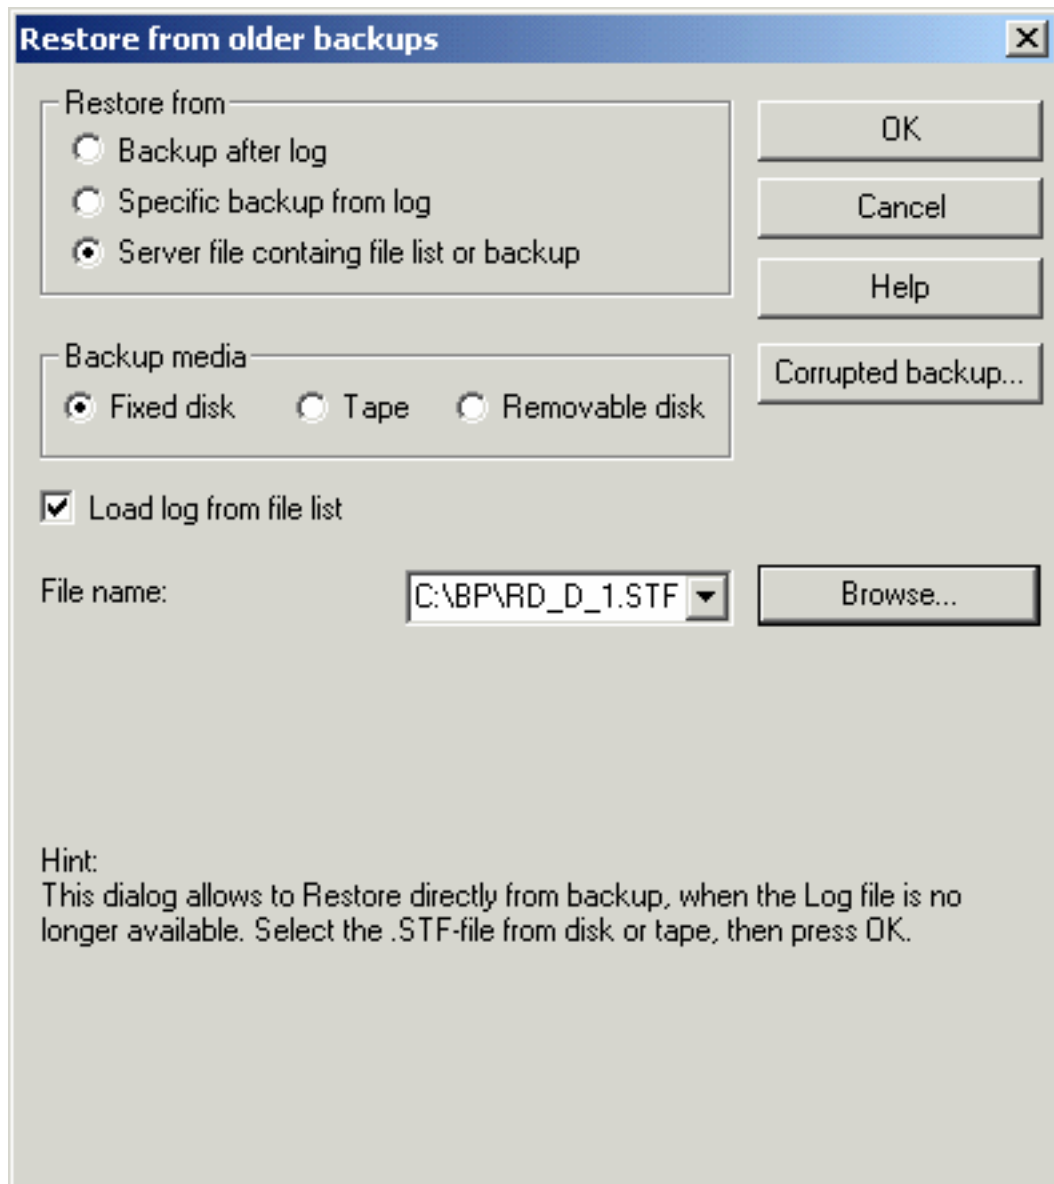 Restore from older backups
Restore from
Backup after log
Specific backup from log
Server file containg file list or backup
OK
Cancel
Help
Backup media
Fixed disk Tape Removable disk
Corrupted backup...
Load log from file list
File name: C:\BP\RD_D_1.STF Browse...
Hint:
This dialog allows to Restore directly from backup, when the Log file is no
longer available. Select the .STF-file from disk or tape, then press OK.